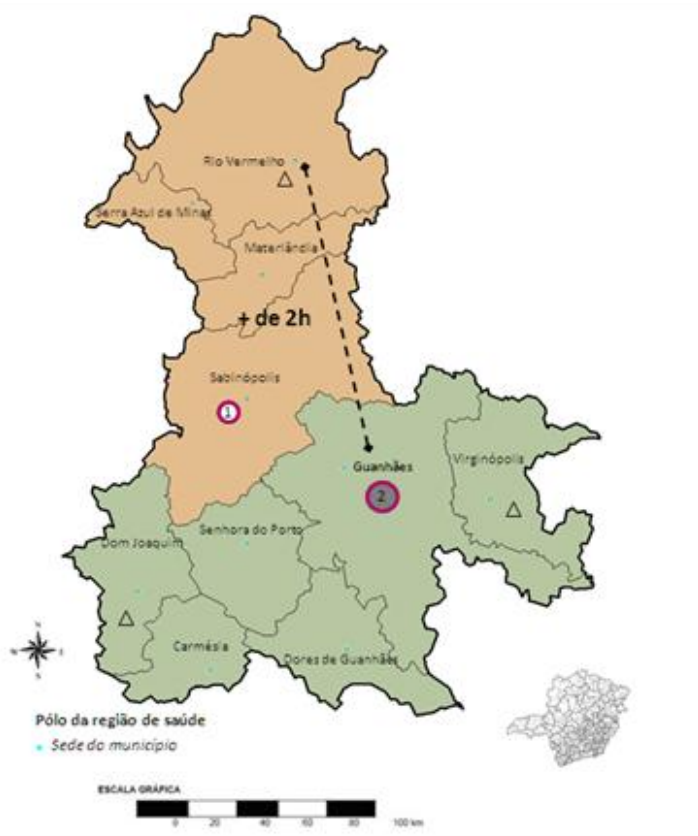 Rio Vermelho
Serra Azul de Minas
Materlândia
+ de 2h
Sabinópolis
1
Guanhães
2
Virginópolis
Senhora do Porto
Dom Joaquim
Carmésia
Dores de Guanhães
N
S
E
Pólo da região de saúde
Sede do município
ESCALA GRÁFICA
0 20 40 60 80 100 km